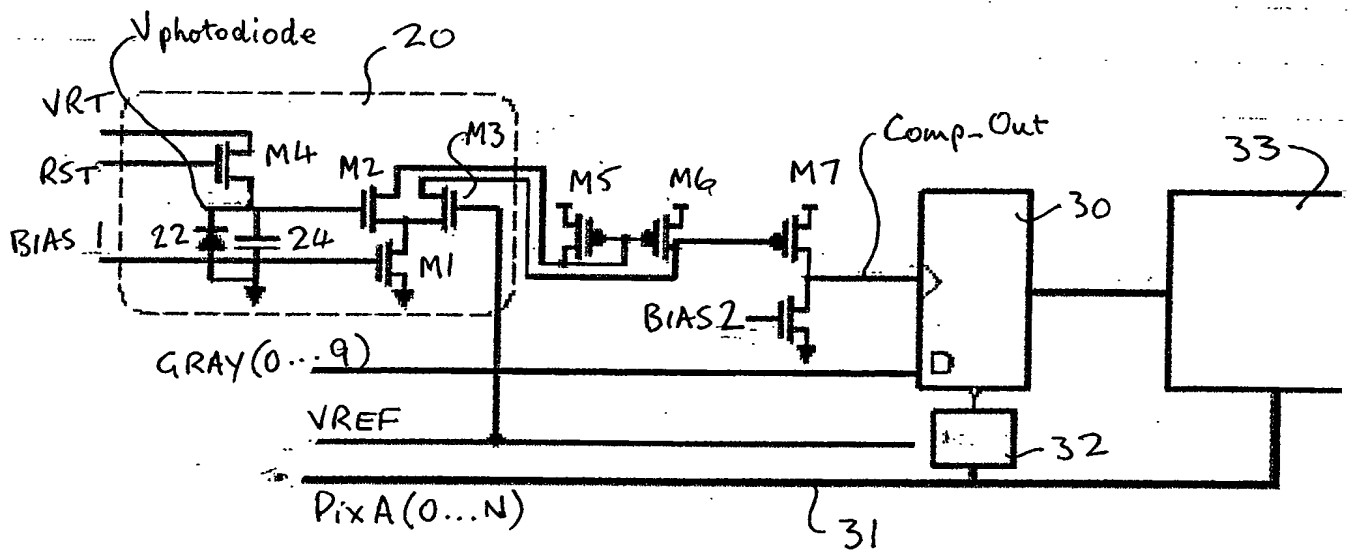 Vphotodiode
20
VRT
M3
M4
RST
M2
M5
M6
M7
Comp_Out
33
30
BIAS 1
22
24
M1
BIAS2
GRAY(0...9)
D
VREF
32
PixA(0...N)
31